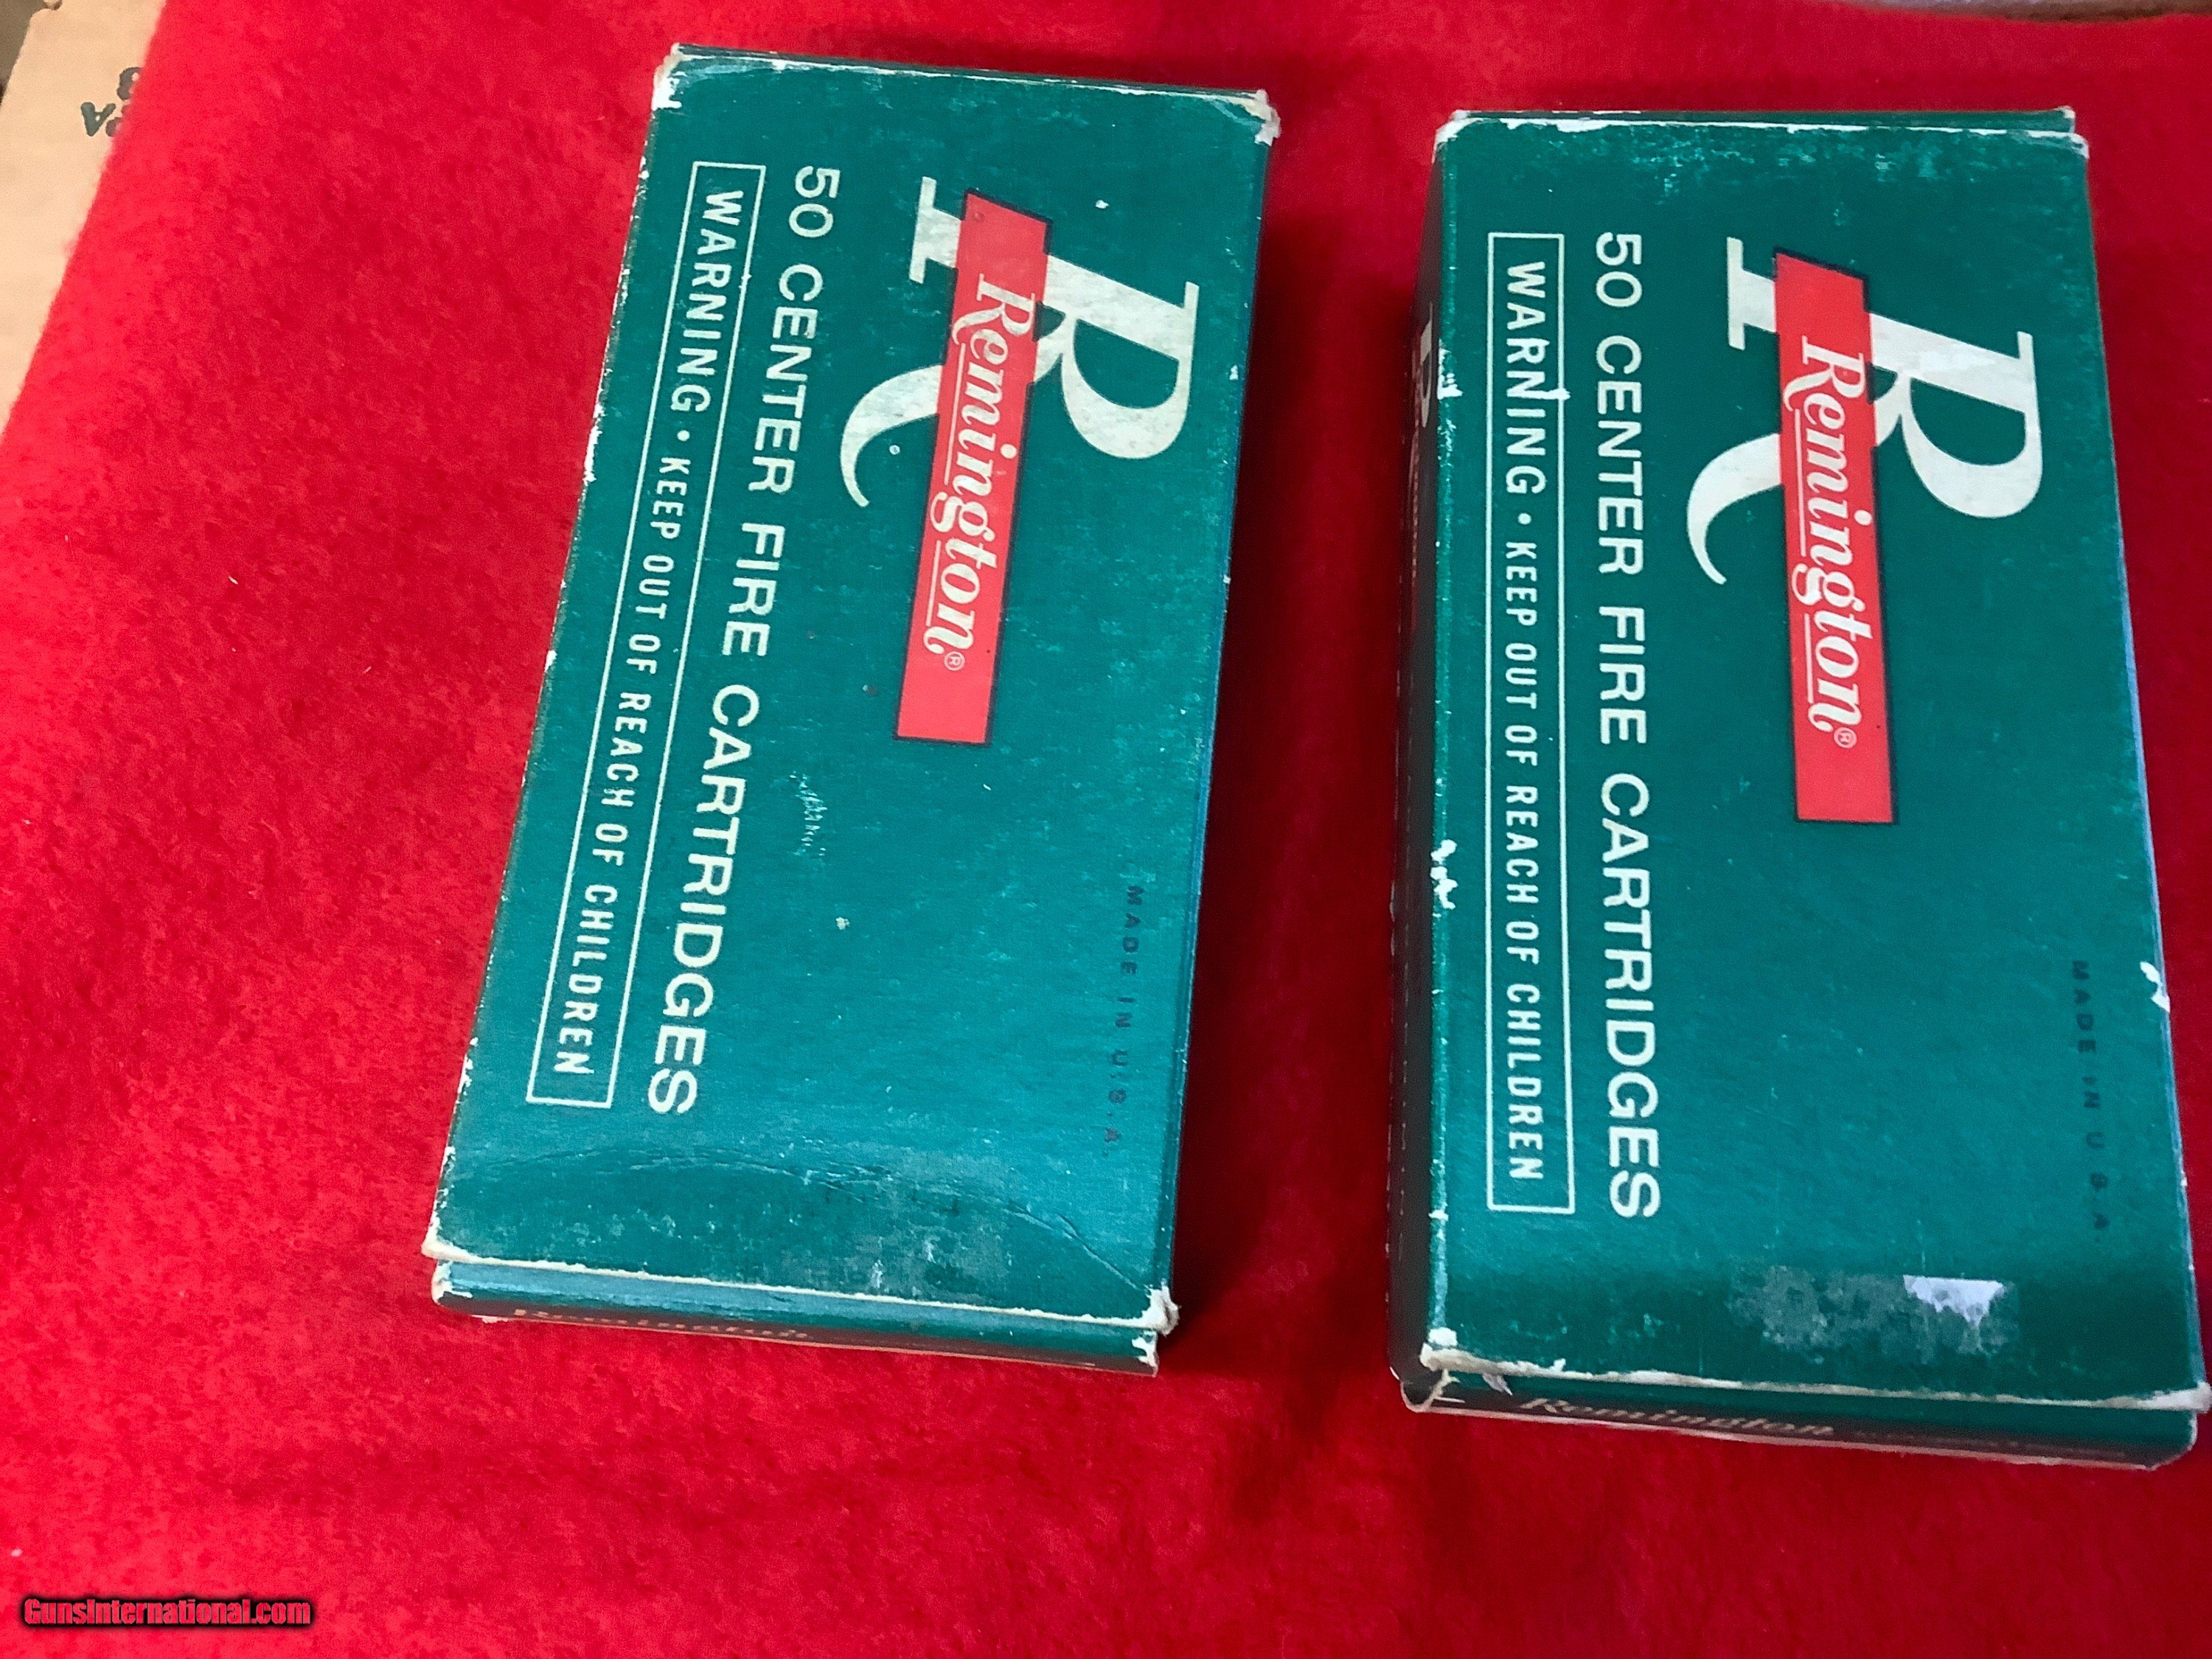 Remington®
50 CENTER FIRE CARTRIDGES
WARNING • KEEP OUT OF REACH OF CHILDREN
MADE IN U.S.A.
Remington
Remington®
50 CENTER FIRE CARTRIDGES
WARNING • KEEP OUT OF REACH OF CHILDREN
MADE IN U.S.A.
Remington
GunsInternational.com